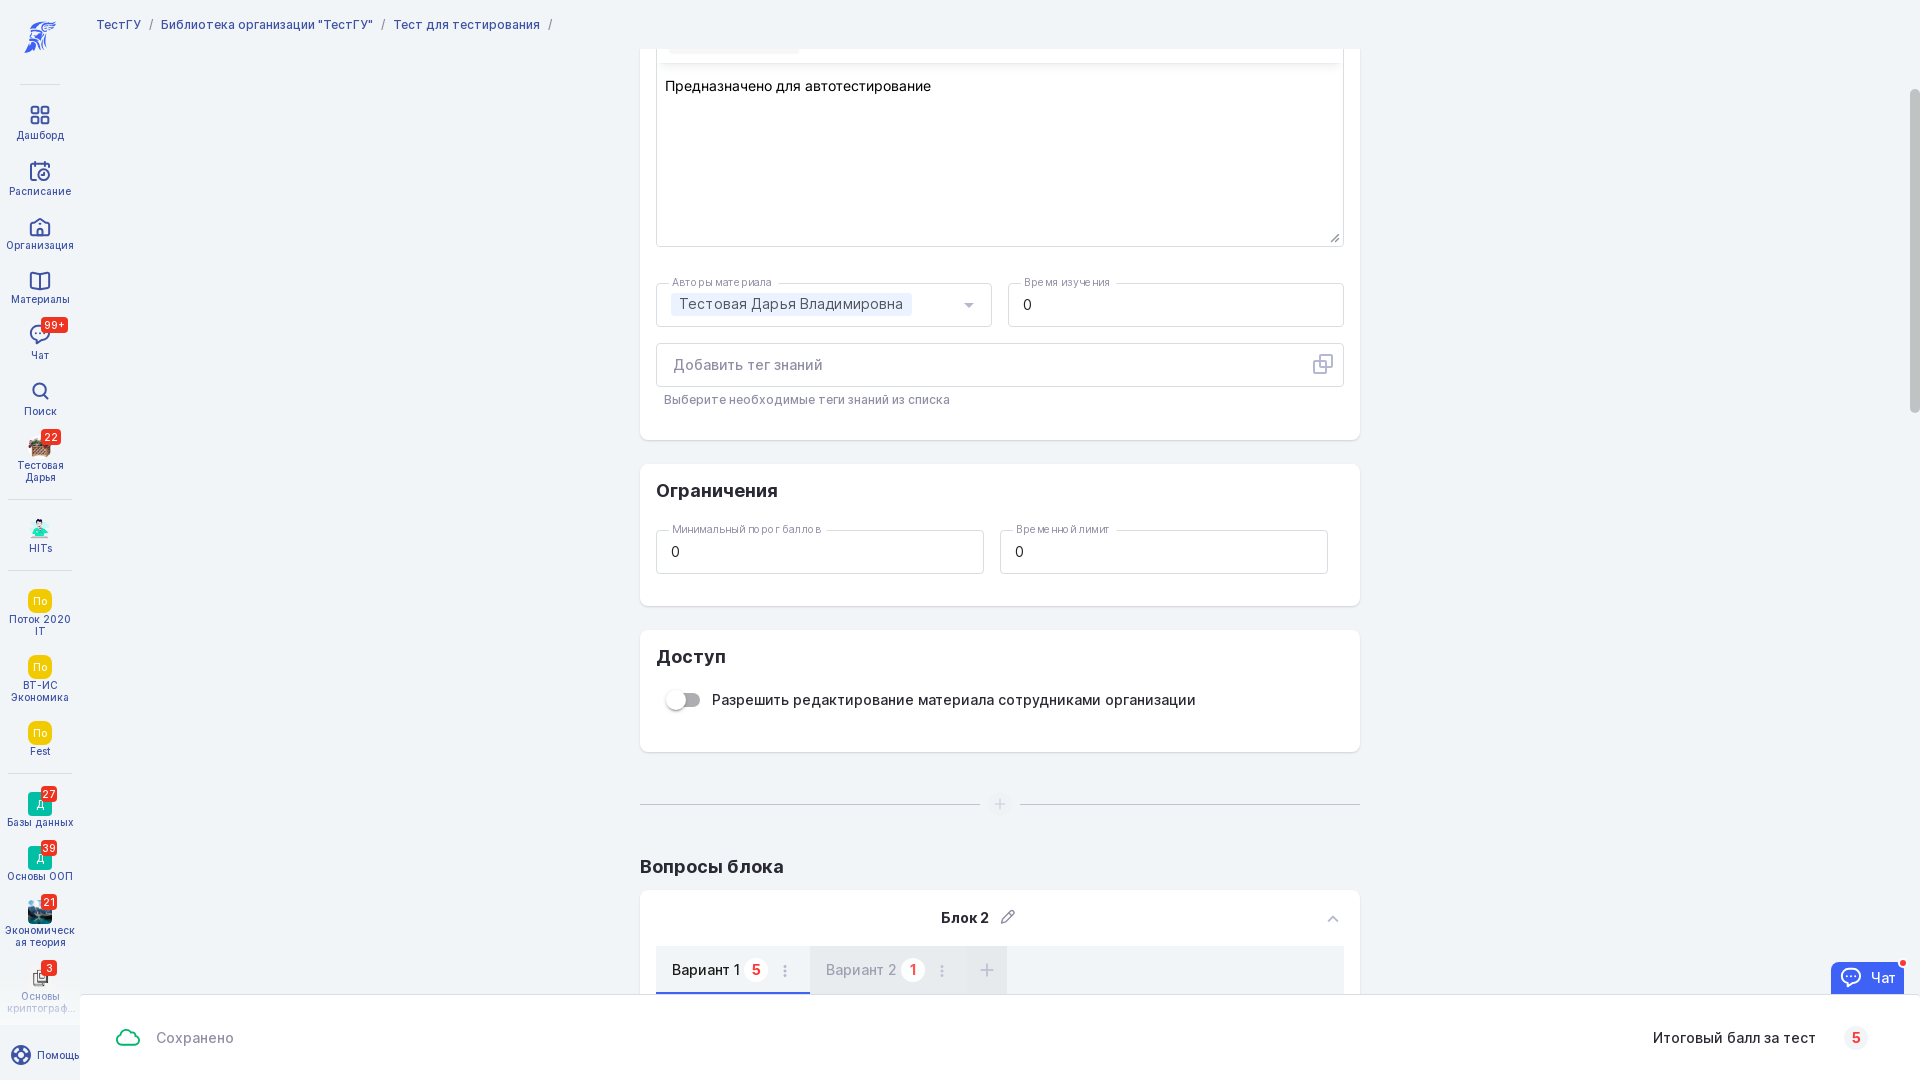 ТестГУ / Библиотека организации "ТестГУ" / Тест для тестирования /
Дашборд
Расписание
Организация
Материалы
99+
Чат
Поиск
22
Тестовая
Дарья
HITs
По
Поток 2020
IT
По
ВТ-ИС
Экономика
По
Fest
27
Д
Базы данных
39
Д
Основы ООП
21
Экономическ
ая теория
3
Основы
криптограф...
Помощь
Предназначено для автотестирование
Авторы материала
Тестовая Дарья Владимировна
Время изучения
0
Добавить тег знаний
Выберите необходимые теги знаний из списка
Ограничения
Минимальный порог баллов
0
Временной лимит
0
Доступ
Разрешить редактирование материала сотрудниками организации
Вопросы блока
Блок 2
Вариант 1 5
Вариант 2 1
Чат
Сохранено
Итоговый балл за тест 5